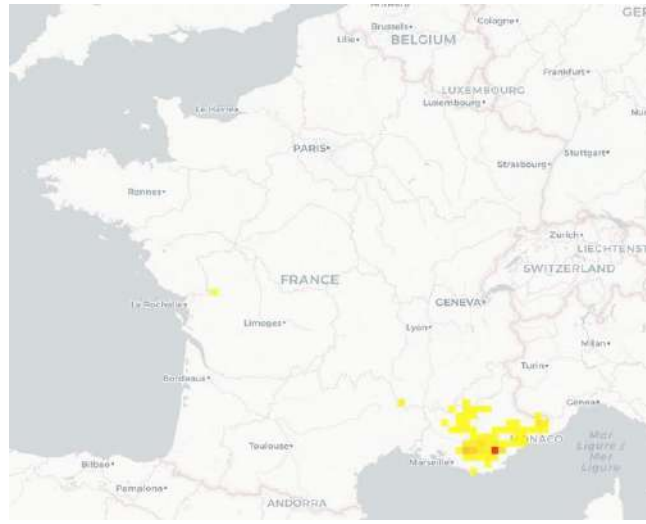 Brussels
Cologne
GER
Lille
BELGIUM
Frankfurt
LUXEMBOURG
Luxembourg
Le Havre
PARIS
Strasbourg
Stuttgart
Rennes
Zurich
LIECHTENST
SWITZERLAND
FRANCE
La Rochelle
GENEVA
Limoges
Lyon
Milan
Turin
Bordeaux
Genoa
MONACO
Mar
Ligure /
Mer
Ligure
Toulouse
Marseille
Bilbao
Pamplona
ANDORRA